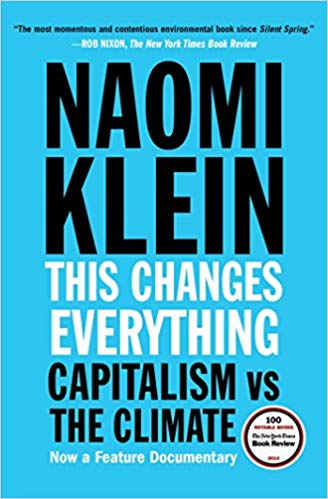 "The most momentous and contentious environmental book since Silent Spring."
—ROB NIXON, The New York Times Book Review
NAOMI
KLEIN
THIS CHANGES
EVERYTHING
CAPITALISM VS
THE CLIMATE
Now a Feature Documentary
100
NOTABLE BOOKS
The New York Times
Book Review
2014